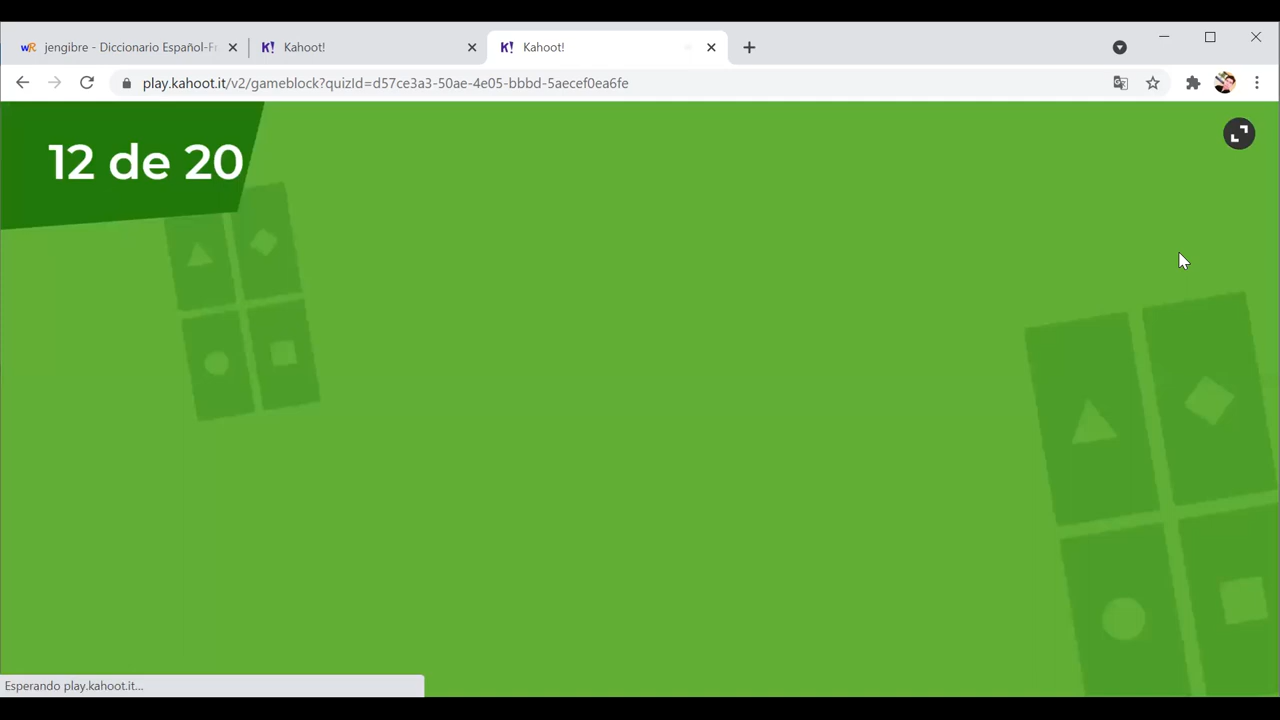 jengibre - Diccionario Español-Fr
Kahoot!
Kahoot!
play.kahoot.it/v2/gameblock?quizId=d57ce3a3-50ae-4e05-bbbd-5aecef0ea6fe
12 de 20
Esperando play.kahoot.it...